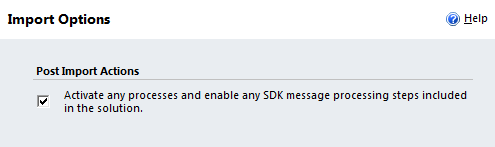 Import Options
Help
Post Import Actions
Activate any processes and enable any SDK message processing steps included
in the solution.